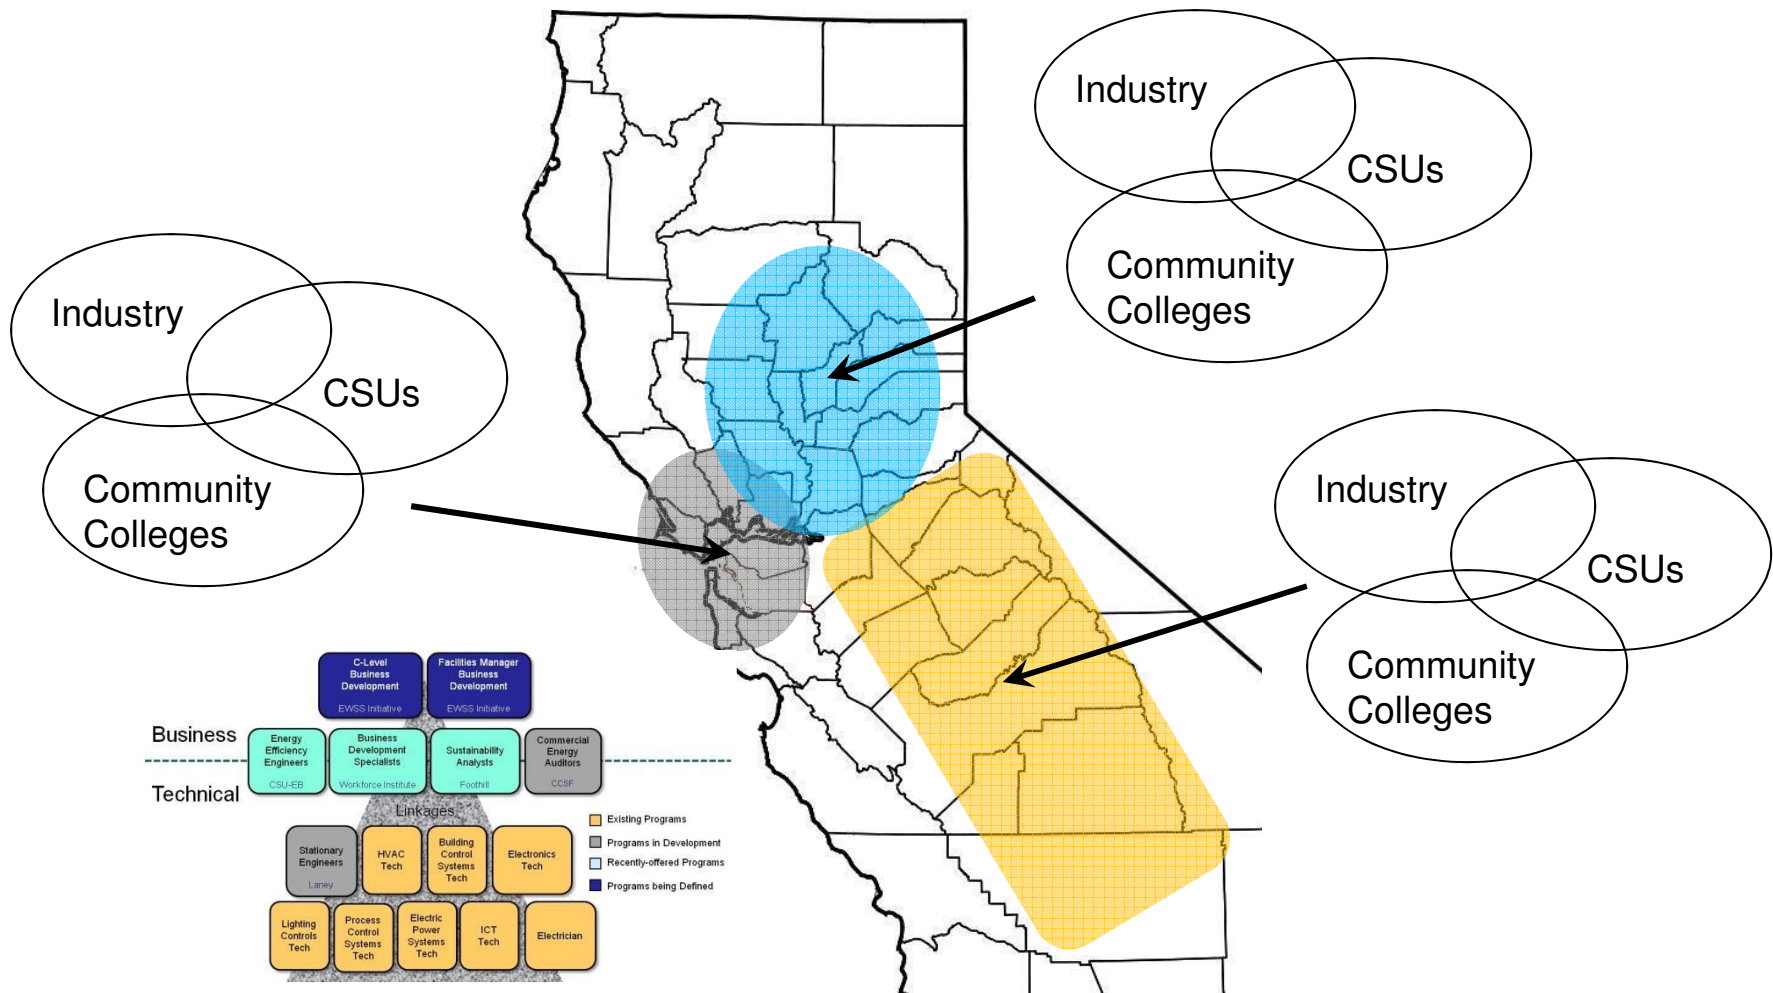 Industry
CSUs
Community
Colleges
Industry
CSUs
Community
Colleges
Industry
CSUs
Community
Colleges
C-Level
Business
Development
EWSS Initiative
Facilities Manager
Business
Development
EWSS Initiative
Business
Energy
Efficiency
Engineers
CSU-EB
Business
Development
Specialists
Workforce Institute
Sustainability
Analysts
Foothill
Commercial
Energy
Auditors
CCSF
Technical
Linkages
Stationary
Engineers
Laney
HVAC
Tech
Building
Control
Systems
Tech
Electronics
Tech
Existing Programs
Programs in Development
Recently-offered Programs
Programs being Defined
Lighting
Controls
Tech
Process
Control
Systems
Tech
Electric
Power
Systems
Tech
ICT
Tech
Electrician